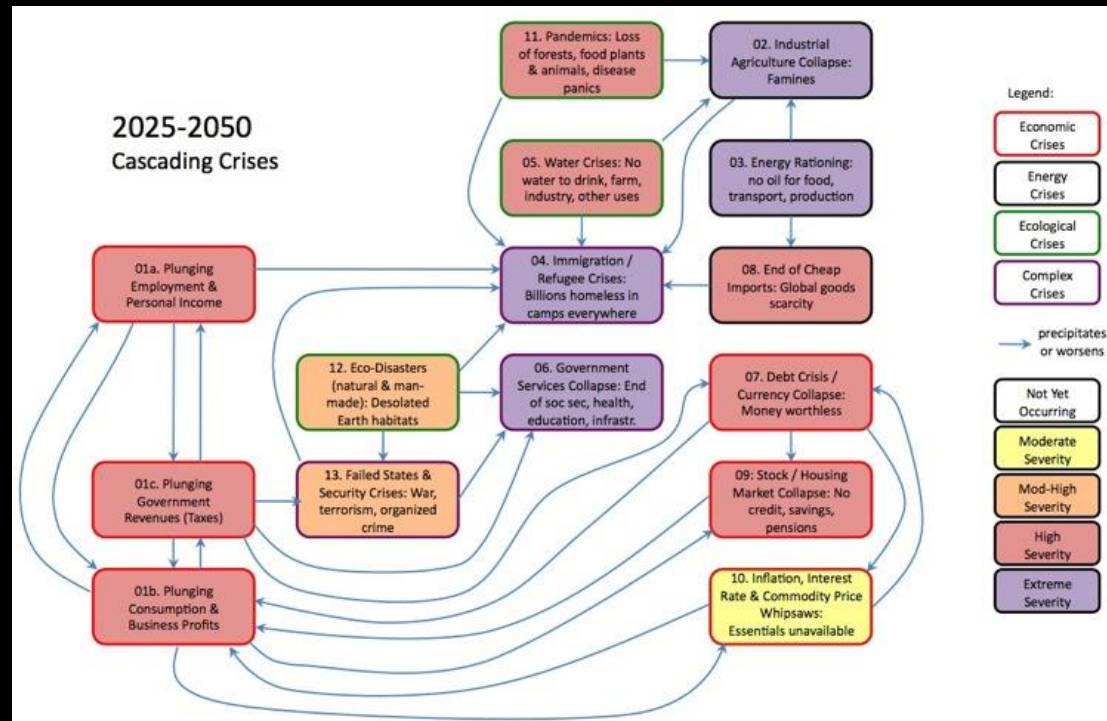 2025-2050
Cascading Crises
11. Pandemics: Loss
of forests, food plants
& animals, disease
panics
02. Industrial
Agriculture Collapse:
Famines
05. Water Crises: No
water to drink, farm,
industry, other uses
03. Energy Rationing:
no oil for food,
transport, production
01a. Plunging
Employment &
Personal Income
04. Immigration /
Refugee Crises:
Billions homeless in
camps everywhere
08. End of Cheap
Imports: Global goods
scarcity
12. Eco-Disasters
(natural & man-
made): Desolated
Earth habitats
06. Government
Services Collapse: End
of soc sec, health,
education, infrastr.
07. Debt Crisis /
Currency Collapse:
Money worthless
01c. Plunging
Government
Revenues (Taxes)
13. Failed States &
Security Crises: War,
terrorism, organized
crime
09: Stock / Housing
Market Collapse: No
credit, savings,
pensions
01b. Plunging
Consumption &
Business Profits
10. Inflation, Interest
Rate & Commodity Price
Whipsaws:
Essentials unavailable
Legend:
Economic
Crises
Energy
Crises
Ecological
Crises
Complex
Crises
precipitates
or worsens
Not Yet
Occurring
Moderate
Severity
Mod-High
Severity
High
Severity
Extreme
Severity